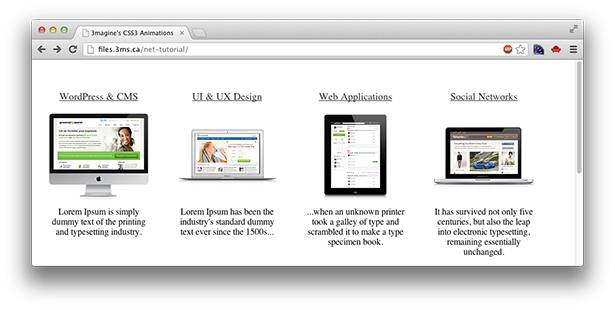 3magine's CSS3 Animations
files.3ms.ca/net-tutorial/
WordPress & CMS
UI & UX Design
Web Applications
Social Networks
Lorem Ipsum is simply
dummy text of the printing
and typesetting industry.
Lorem Ipsum has been the
industry's standard dummy
text ever since the 1500s...
...when an unknown printer
took a galley of type and
scrambled it to make a type
specimen book.
It has survived not only five
centuries, but also the leap
into electronic typesetting,
remaining essentially
unchanged.